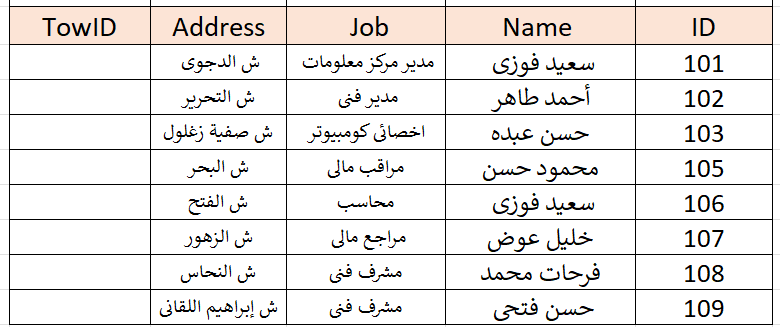 ID Name Job Address TowID
101 سعيد فوزى مدير مركز معلومات ش الدجوى
102 أحمد طاهر مدير فنى ش التحرير
103 حسن عبده اخصائى كومبيوتر ش صفية زغلول
105 محمود حسن مراقب مالى ش البحر
106 سعيد فوزى محاسب ش الفتح
107 خليل عوض مراجع مالى ش الزهور
108 فرحات محمد مشرف فنى ش النحاس
109 حسن فتحى مشرف فنى ش إبراهيم اللقانى